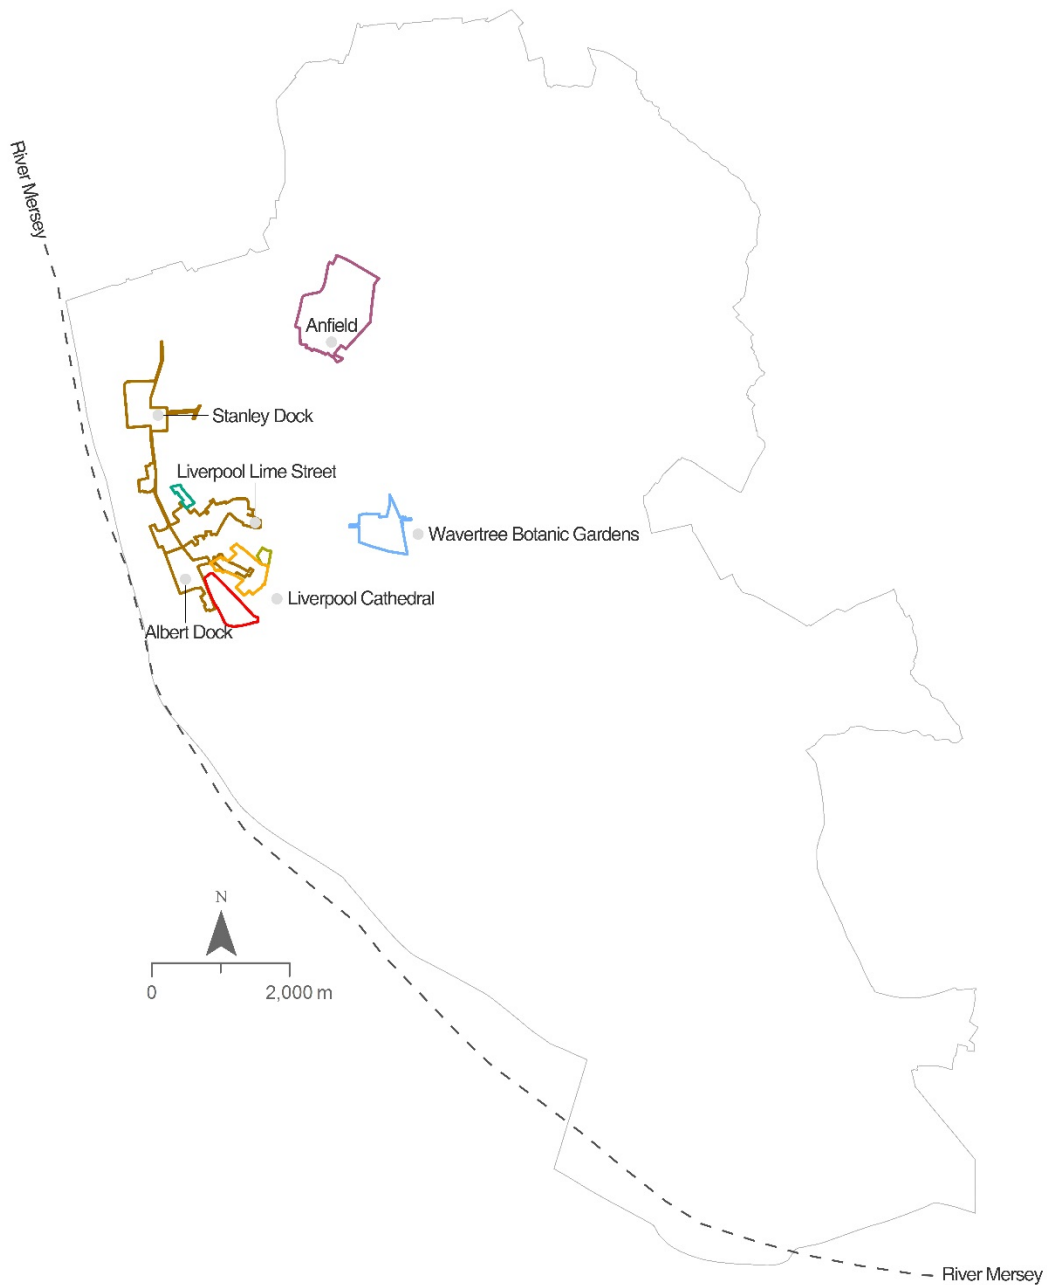 River Mersey
Anfield
Stanley Dock
Liverpool Lime Street
Wavertree Botanic Gardens
Liverpool Cathedral
Albert Dock
N
0 2,000 m
River Mersey